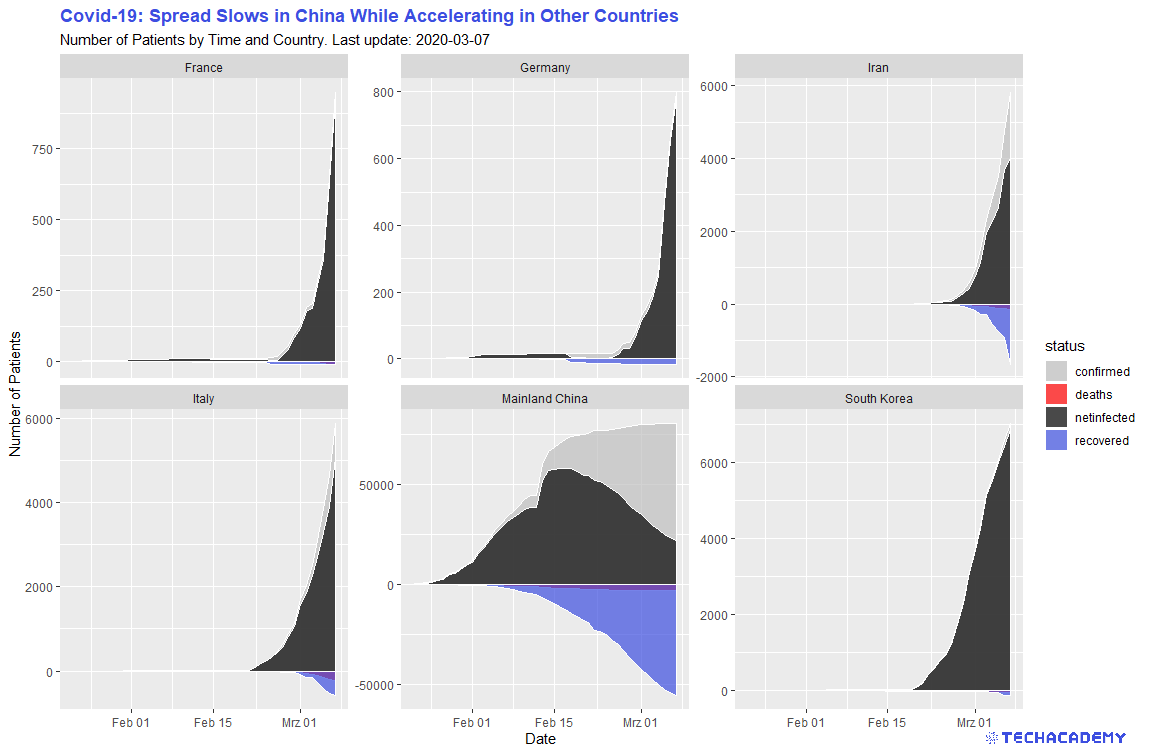 Covid-19: Spread Slows in China While Accelerating in Other Countries
Number of Patients by Time and Country. Last update: 2020-03-07
France
Germany
Iran
750
500
250
0
800
600
400
200
0
6000
4000
2000
0
-2000
Number of Patients
Italy
Mainland China
South Korea
6000
4000
2000
0
50000
0
-50000
6000
4000
2000
0
Feb 01
Feb 15
Mrz 01
Feb 01
Feb 15
Mrz 01
Feb 01
Feb 15
Mrz 01
Date
status
confirmed
deaths
netinfected
recovered
TECHACADEMY